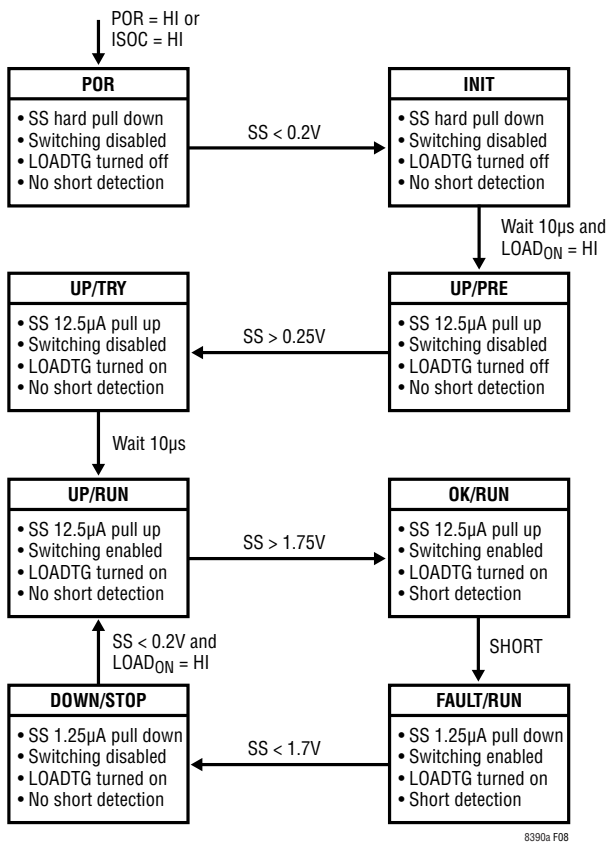 POR = HI or
ISOC = HI
POR
• SS hard pull down
• Switching disabled
• LOADTG turned off
• No short detection
SS < 0.2V
INIT
• SS hard pull down
• Switching disabled
• LOADTG turned off
• No short detection
Wait 10µs and
LOADON = HI
UP/PRE
• SS 12.5µA pull up
• Switching disabled
• LOADTG turned off
• No short detection
SS > 0.25V
UP/TRY
• SS 12.5µA pull up
• Switching disabled
• LOADTG turned on
• No short detection
Wait 10µs
UP/RUN
• SS 12.5µA pull up
• Switching enabled
• LOADTG turned on
• No short detection
SS > 1.75V
OK/RUN
• SS 12.5µA pull up
• Switching enabled
• LOADTG turned on
• Short detection
SHORT
FAULT/RUN
• SS 1.25µA pull down
• Switching enabled
• LOADTG turned on
• Short detection
SS < 1.7V
DOWN/STOP
• SS 1.25µA pull down
• Switching disabled
• LOADTG turned on
• No short detection
SS < 0.2V and
LOADON = HI
8390a F08